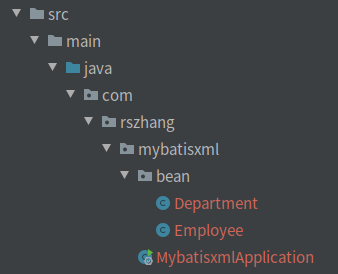 src
main
java
com
rszhang
mybatisxml
bean
Department
Employee
MybatisxmlApplication